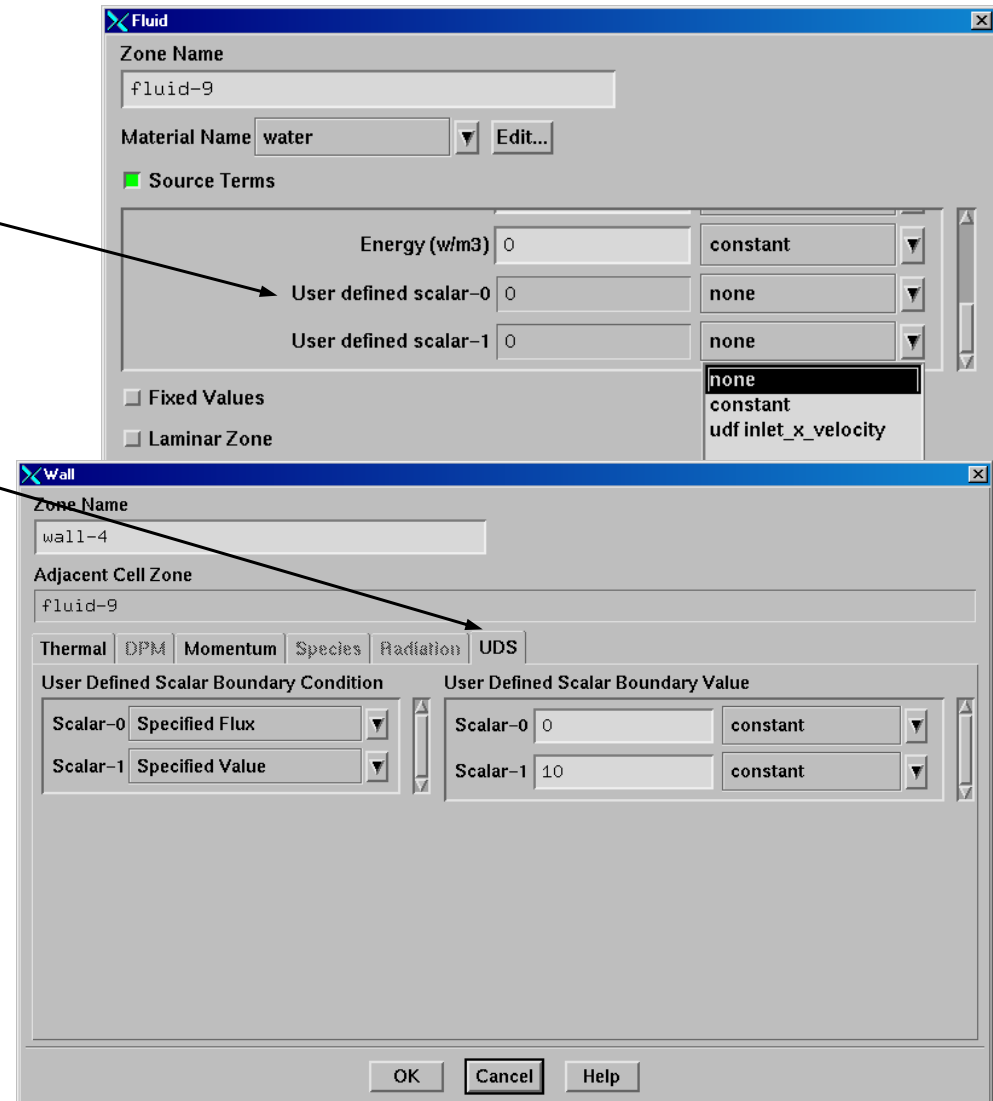 Fluid
Zone Name
fluid-9
Material Name water Edit...
Source Terms
Energy (w/m3) 0 constant
User defined scalar-0 0 none
User defined scalar-1 0 none
none
constant
udf inlet_x_velocity
Fixed Values
Laminar Zone
Wall
Zone Name
wall-4
Adjacent Cell Zone
fluid-9
Thermal DPM Momentum Species Radiation UDS
User Defined Scalar Boundary Condition User Defined Scalar Boundary Value
Scalar-0 Specified Flux Scalar-0 0 constant
Scalar-1 Specified Value Scalar-1 10 constant
OK Cancel Help